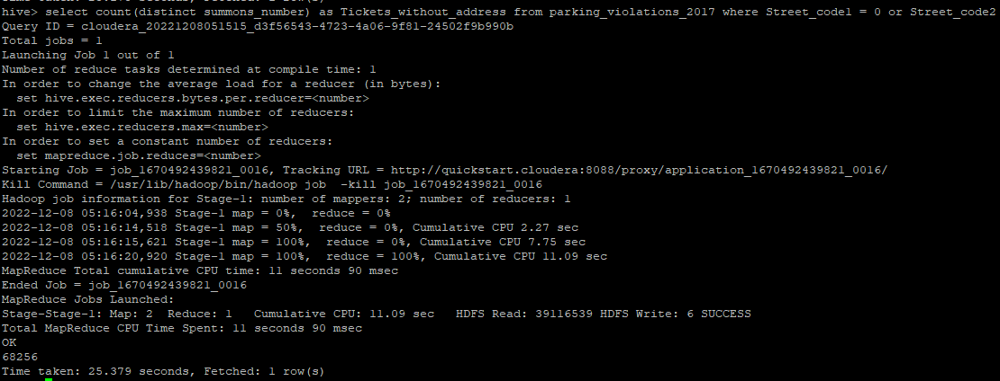 hive> select count(distinct summons_number) as Tickets_without_address from parking_violations_2017 where Street_code1 = 0 or Street_code2
Query ID = cloudera_20221208051515_d3f56543-4723-4a06-9f81-24502f9b990b
Total jobs = 1
Launching Job 1 out of 1
Number of reduce tasks determined at compile time: 1
In order to change the average load for a reducer (in bytes):
  set hive.exec.reducers.bytes.per.reducer=<number>
In order to limit the maximum number of reducers:
  set hive.exec.reducers.max=<number>
In order to set a constant number of reducers:
  set mapreduce.job.reduces=<number>
Starting Job = job_1670492439821_0016, Tracking URL = http://quickstart.cloudera:8088/proxy/application_1670492439821_0016/
Kill Command = /usr/lib/hadoop/bin/hadoop job  -kill job_1670492439821_0016
Hadoop job information for Stage-1: number of mappers: 2; number of reducers: 1
2022-12-08 05:16:04,938 Stage-1 map = 0%,  reduce = 0%
2022-12-08 05:16:14,518 Stage-1 map = 50%,  reduce = 0%, Cumulative CPU 2.27 sec
2022-12-08 05:16:15,621 Stage-1 map = 100%,  reduce = 0%, Cumulative CPU 7.75 sec
2022-12-08 05:16:20,920 Stage-1 map = 100%,  reduce = 100%, Cumulative CPU 11.09 sec
MapReduce Total cumulative CPU time: 11 seconds 90 msec
Ended Job = job_1670492439821_0016
MapReduce Jobs Launched:
Stage-Stage-1: Map: 2  Reduce: 1   Cumulative CPU: 11.09 sec   HDFS Read: 39116539 HDFS Write: 6 SUCCESS
Total MapReduce CPU Time Spent: 11 seconds 90 msec
OK
68256
Time taken: 25.379 seconds, Fetched: 1 row(s)